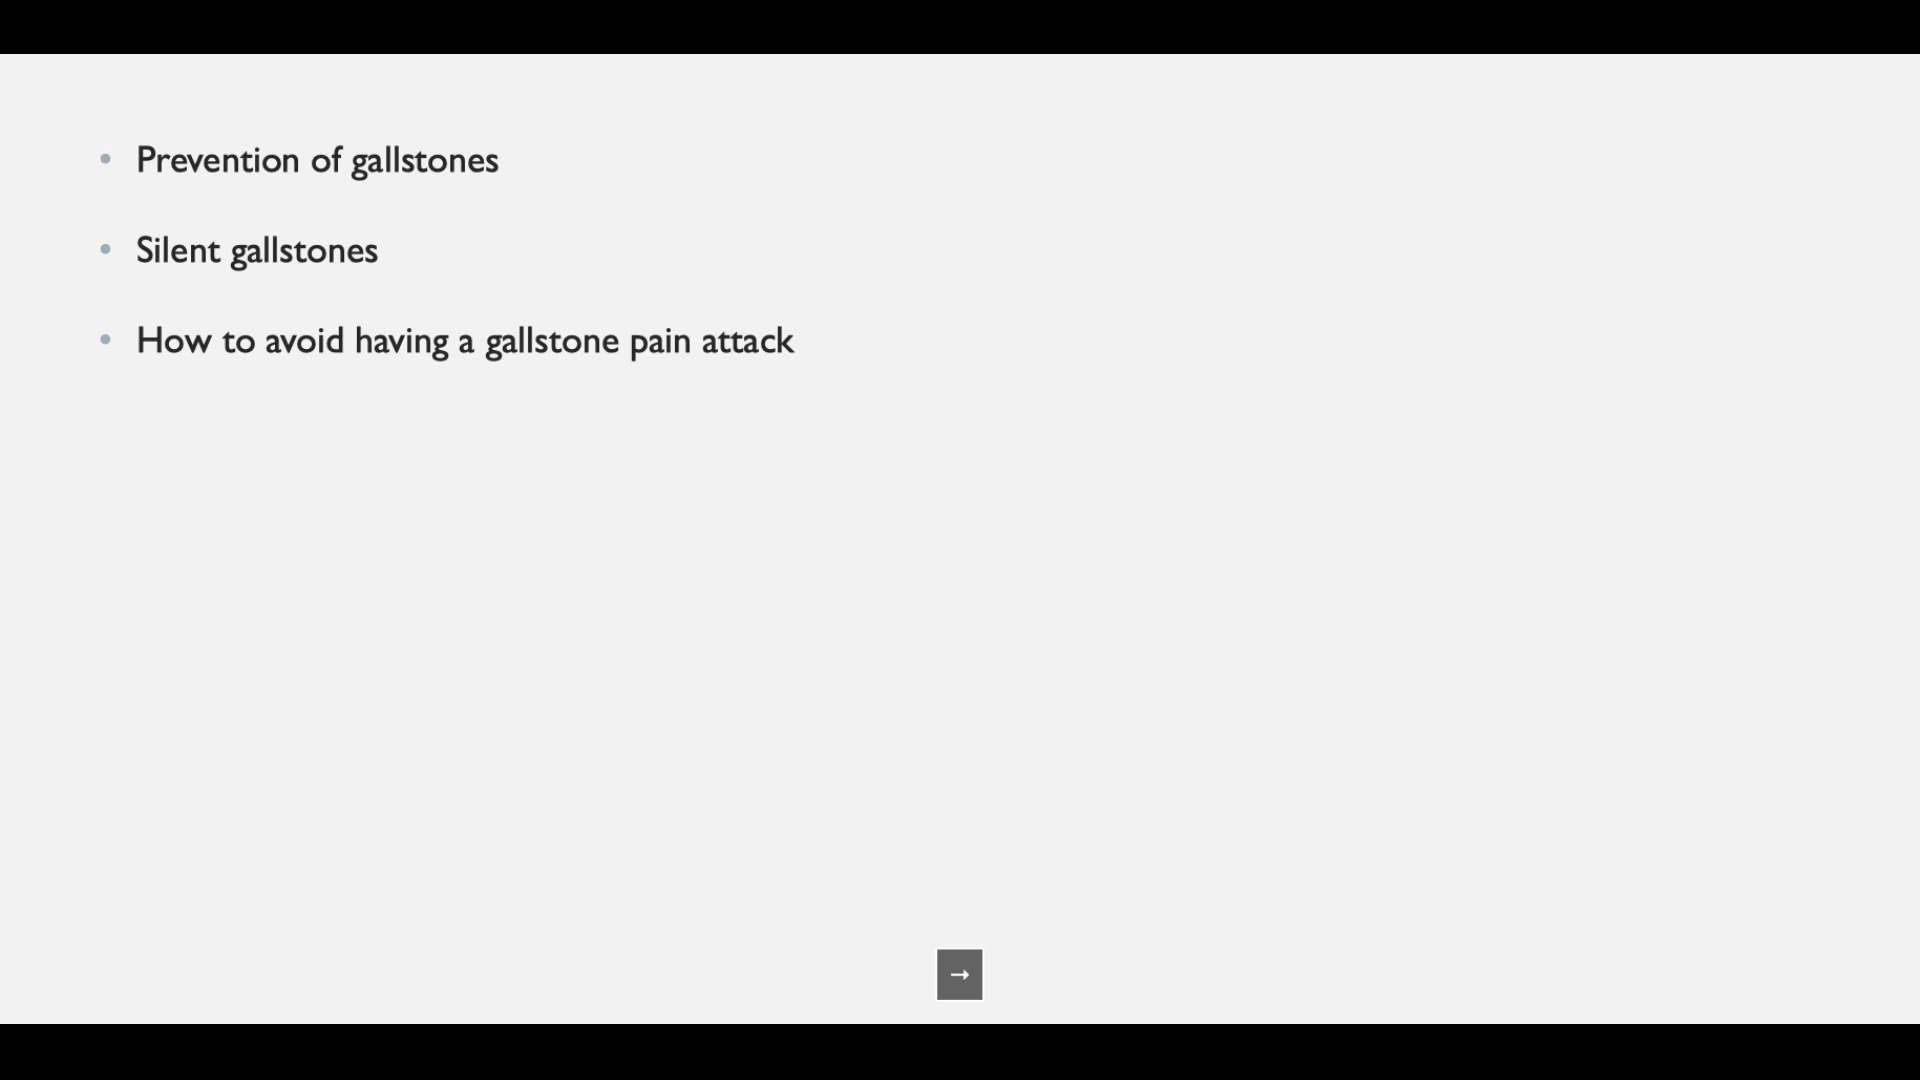 • Prevention of gallstones
• Silent gallstones
• How to avoid having a gallstone pain attack
→